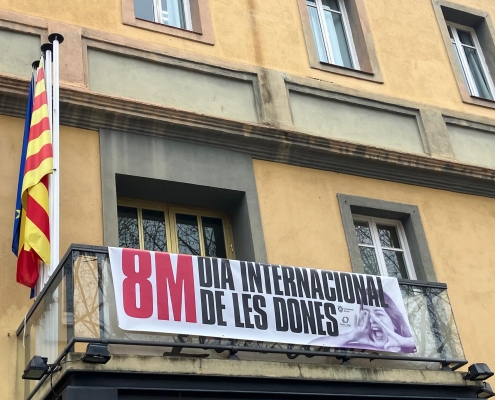 8M DIA INTERNACIONAL
DE LES DONES